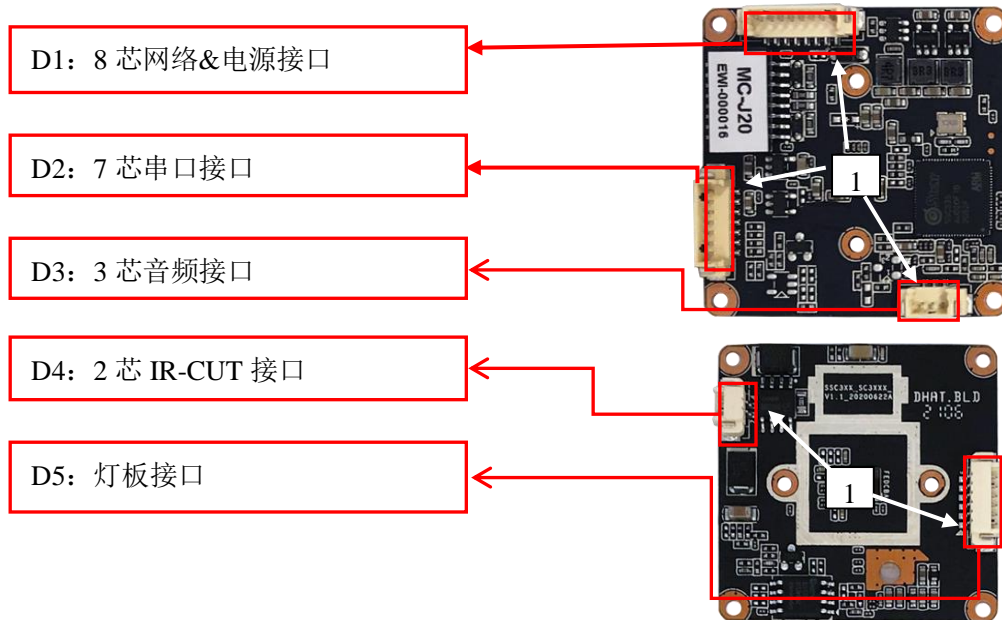 D1：8 芯网络&电源接口
D2：7 芯串口接口
D3：3 芯音频接口
D4：2 芯 IR-CUT 接口
D5：灯板接口
MC-J20
EWI-000016
1
SSC3XX_SC3XXX_
V1.1_20200622A
DHAT.BLD
2106
1